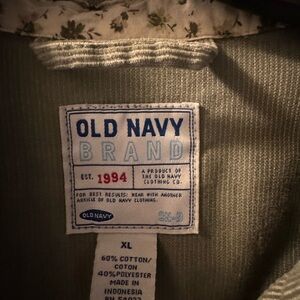 OLD NAVY
BRAND
EST. 1994
A PRODUCT OF
THE OLD NAVY
CLOTHING CO.
FOR BEST RESULTS: WEAR WITH ANOTHER
ARTICLE OF OLD NAVY CLOTHING.
OLD NAVY
XL
60% COTTON/
COTON
40% POLYESTER
MADE IN
INDONESIA